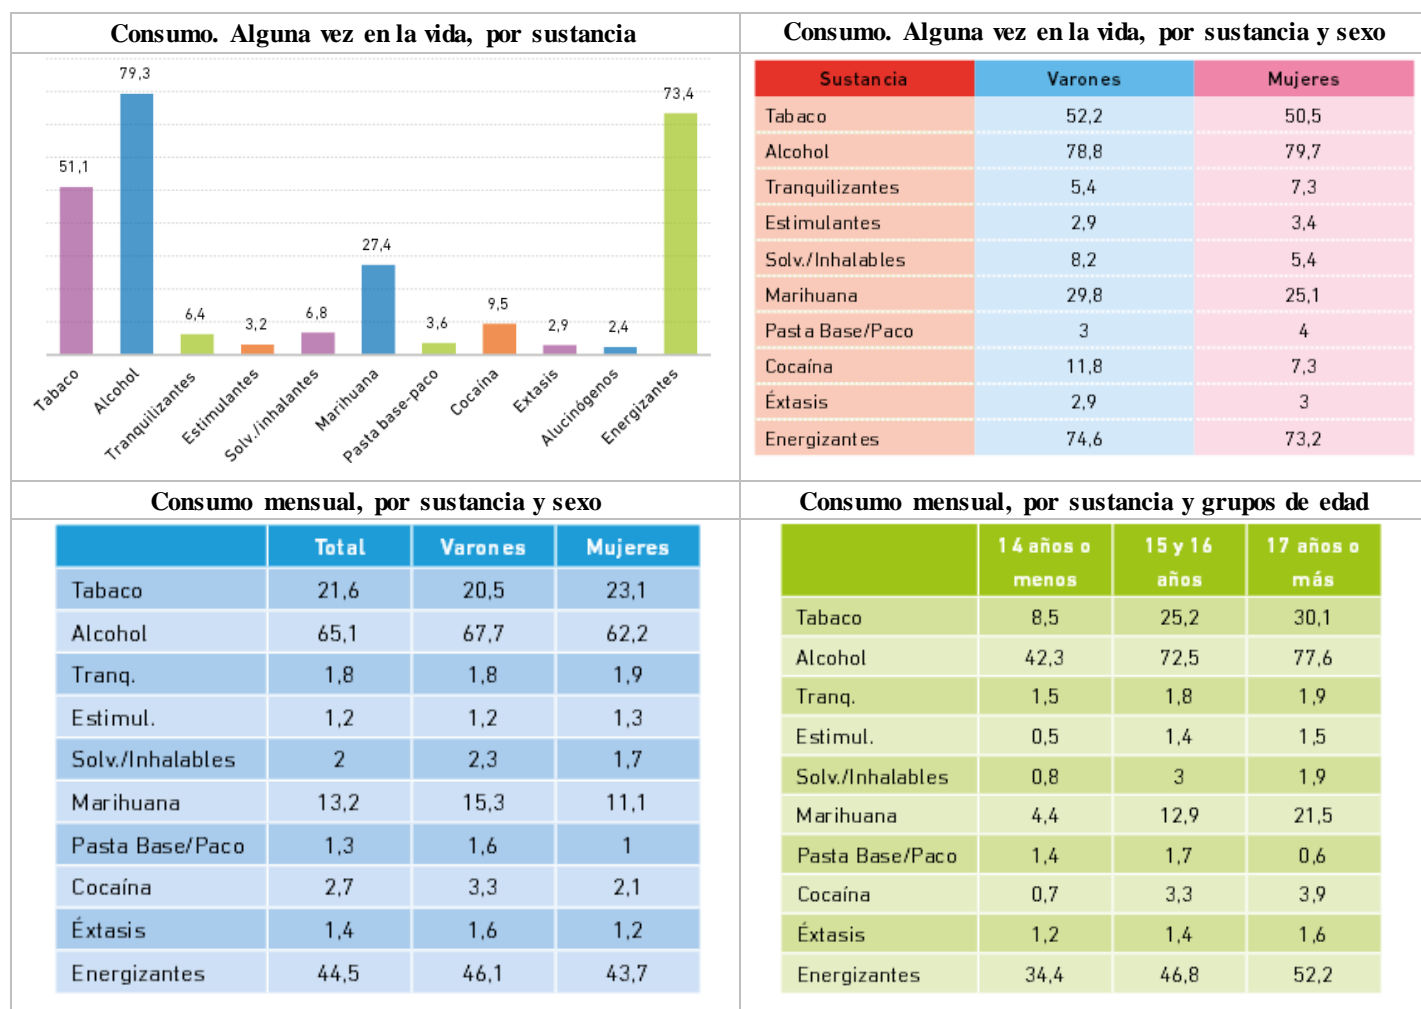 Consumo. Alguna vez en la vida, por sustancia
79,3
73,4
51,1
27,4
9,5
6,4
6,8
3,2
3,6
2,9
2,4
Tabaco
Alcohol
Tranquilizantes
Estimulantes
Solv./inhalantes
Marihuana
Pasta base-paco
Cocaína
Extasis
Alucinógenos
Energizantes
Consumo. Alguna vez en la vida, por sustancia y sexo
Sustancia Varones Mujeres
Tabaco 52,2 50,5
Alcohol 78,8 79,7
Tranquilizantes 5,4 7,3
Estimulantes 2,9 3,4
Solv./Inhalables 8,2 5,4
Marihuana 29,8 25,1
Pasta Base/Paco 3 4
Cocaína 11,8 7,3
Éxtasis 2,9 3
Energizantes 74,6 73,2
Consumo mensual, por sustancia y sexo
Total Varones Mujeres
Tabaco 21,6 20,5 23,1
Alcohol 65,1 67,7 62,2
Tranq. 1,8 1,8 1,9
Estimul. 1,2 1,2 1,3
Solv./Inhalables 2 2,3 1,7
Marihuana 13,2 15,3 11,1
Pasta Base/Paco 1,3 1,6 1
Cocaína 2,7 3,3 2,1
Éxtasis 1,4 1,6 1,2
Energizantes 44,5 46,1 43,7
Consumo mensual, por sustancia y grupos de edad
14 años o 15 y 16 17 años o
menos años más
Tabaco 8,5 25,2 30,1
Alcohol 42,3 72,5 77,6
Tranq. 1,5 1,8 1,9
Estimul. 0,5 1,4 1,5
Solv./Inhalables 0,8 3 1,9
Marihuana 4,4 12,9 21,5
Pasta Base/Paco 1,4 1,7 0,6
Cocaína 0,7 3,3 3,9
Éxtasis 1,2 1,4 1,6
Energizantes 34,4 46,8 52,2